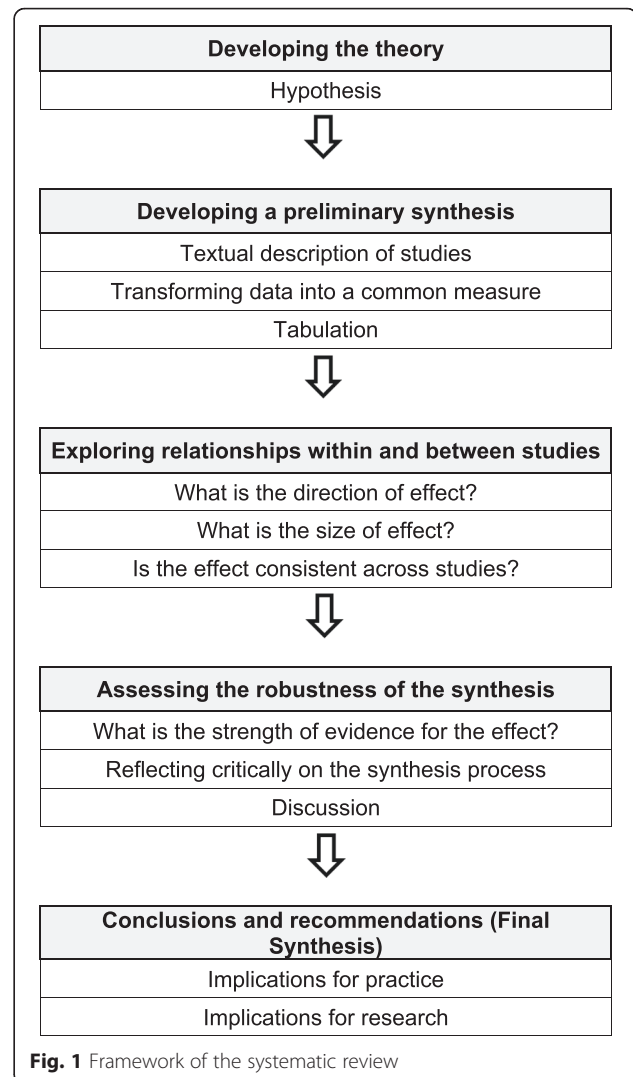 Developing the theory
Hypothesis
Developing a preliminary synthesis
Textual description of studies
Transforming data into a common measure
Tabulation
Exploring relationships within and between studies
What is the direction of effect?
What is the size of effect?
Is the effect consistent across studies?
Assessing the robustness of the synthesis
What is the strength of evidence for the effect?
Reflecting critically on the synthesis process
Discussion
Conclusions and recommendations (Final
Synthesis)
Implications for practice
Implications for research
Fig. 1 Framework of the systematic review